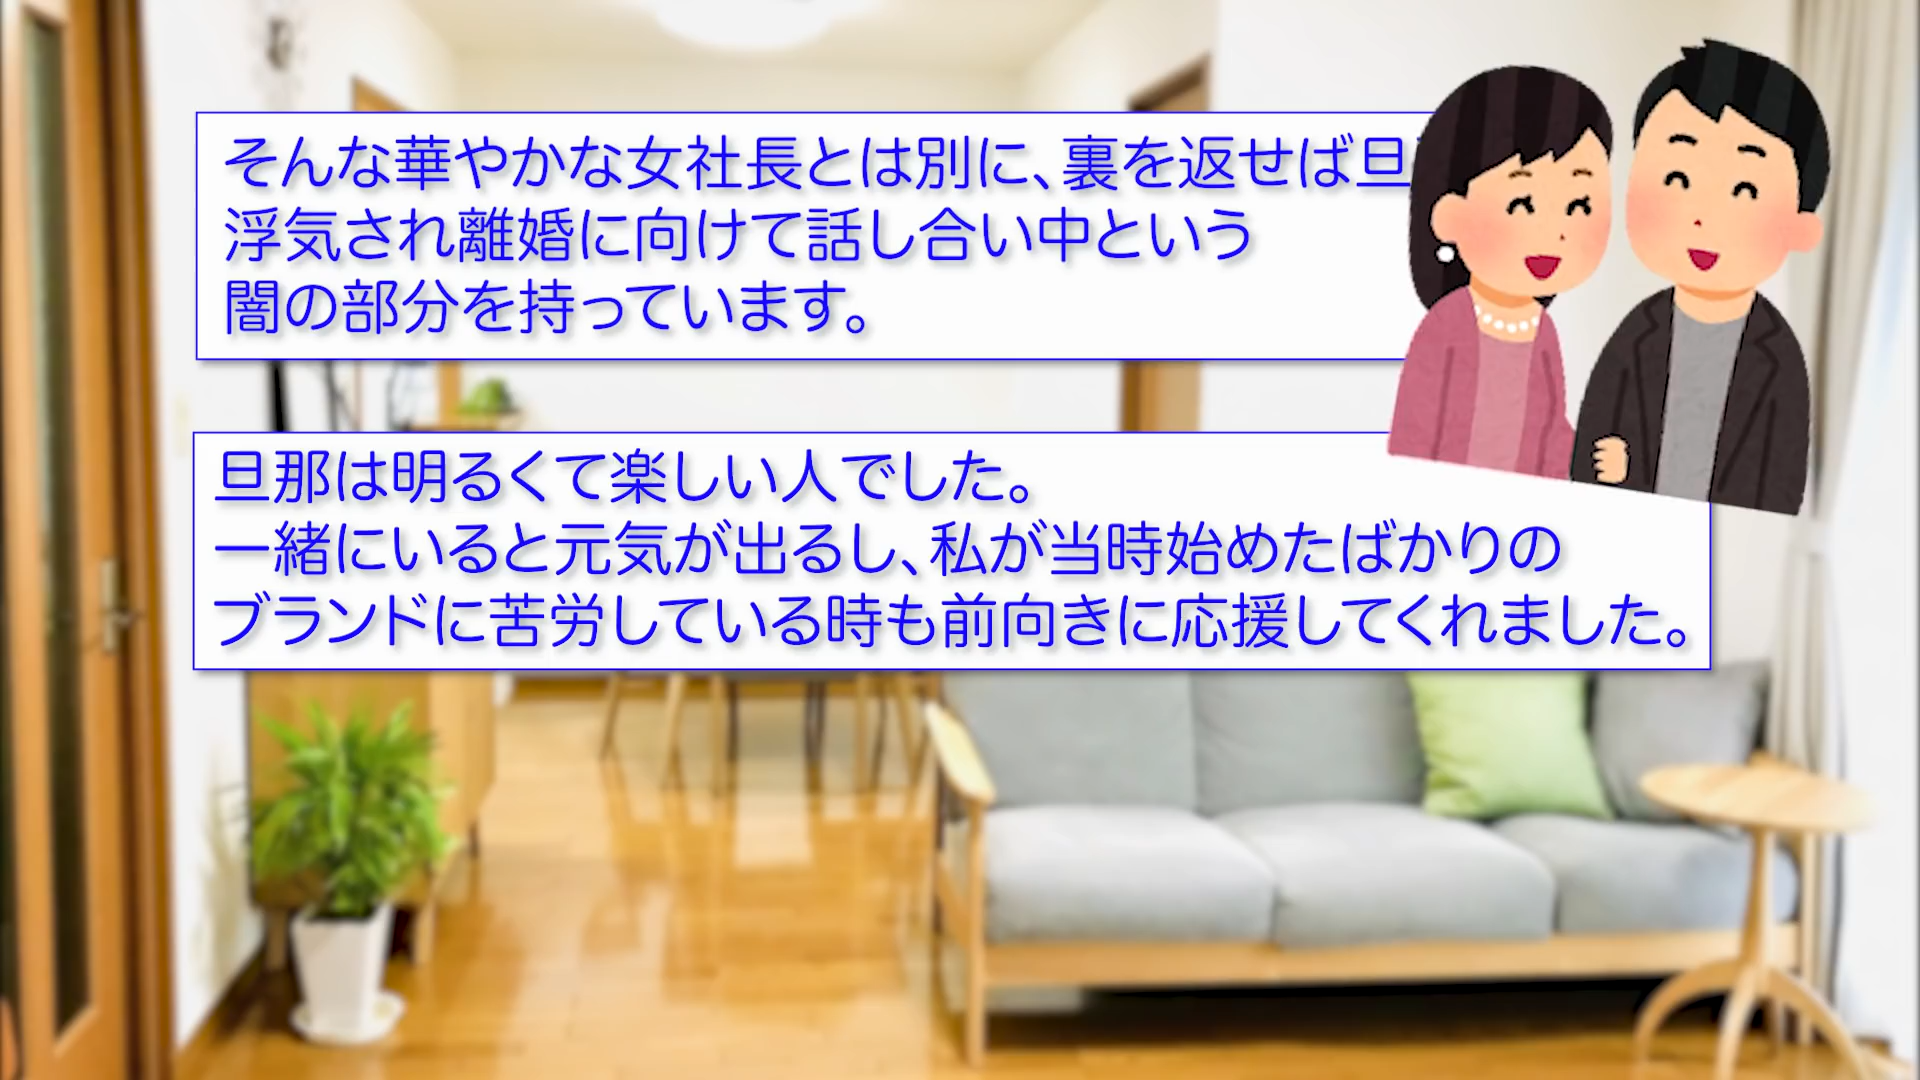 そんな華やかな女社長とは別に、裏を返せば旦
浮気され離婚に向けて話し合い中という
闇の部分を持っています。
旦那は明るくて楽しい人でした。
一緒にいると元気が出るし、私が当時始めたばかりの
ブランドに苦労している時も前向きに応援してくれました。